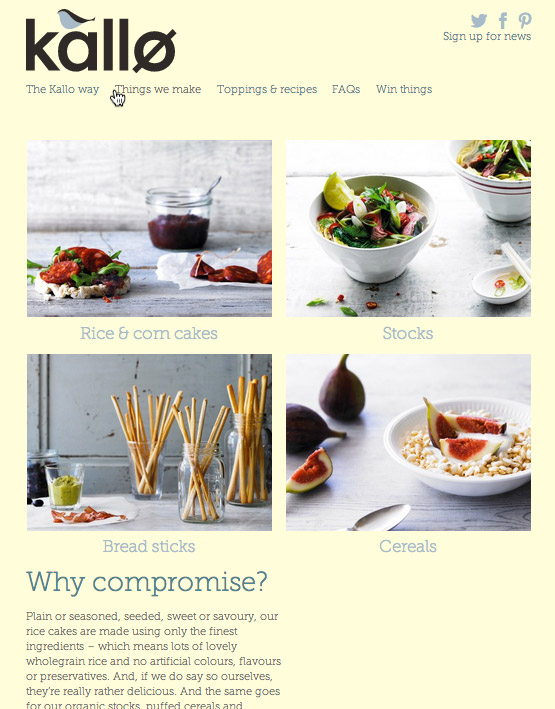 kallø
Sign up for news
The Kallo way Things we make Toppings & recipes FAQs Win things
Rice & corn cakes Stocks
Bread sticks Cereals
Why compromise?
Plain or seasoned, seeded, sweet or savoury, our
rice cakes are made using only the finest
ingredients – which means lots of lovely
wholegrain rice and no artificial colours, flavours
or preservatives. And, if we do say so ourselves,
they're really rather delicious. And the same goes
for our organic stocks, puffed cereals and